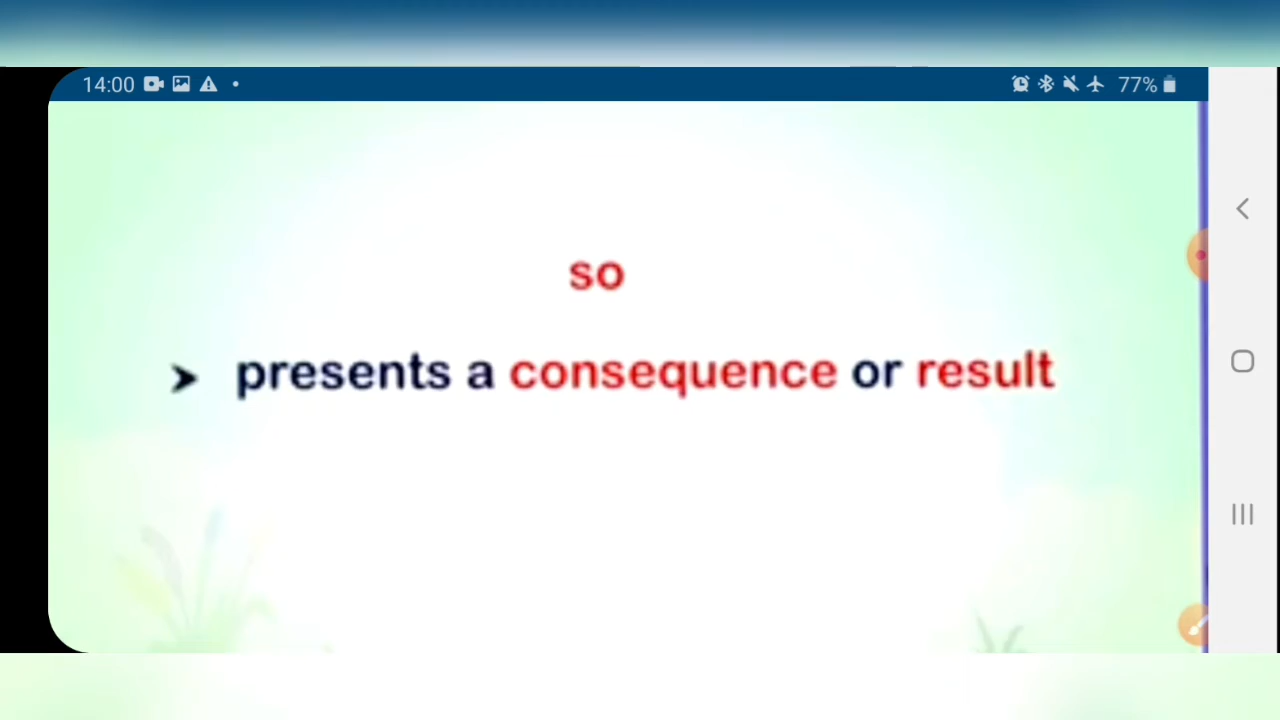 14:00
77%
so
➤ presents a consequence or result